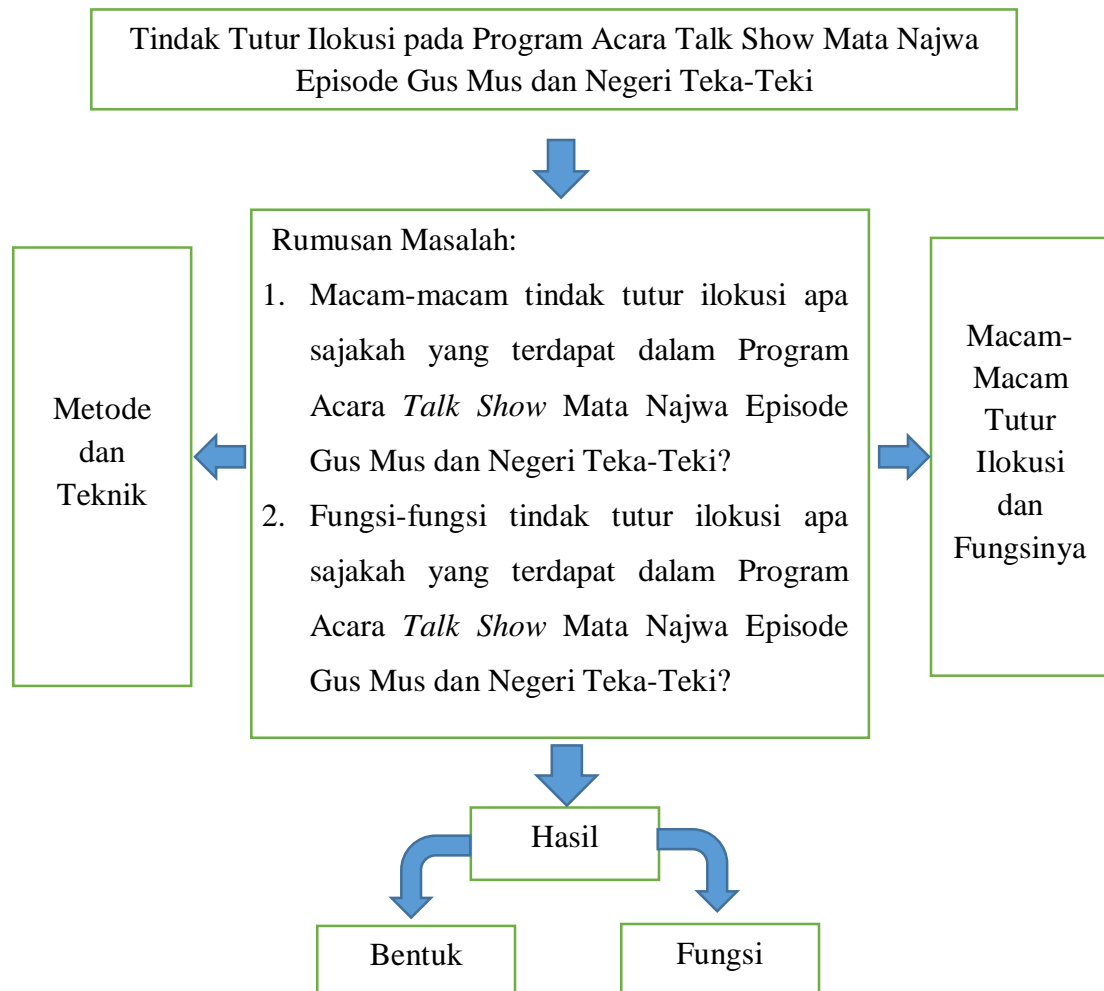 Tindak Tutur Ilokusi pada Program Acara Talk Show Mata Najwa
Episode Gus Mus dan Negeri Teka-Teki
Metode
dan
Teknik
Rumusan Masalah:
1. Macam-macam tindak tutur ilokusi apa
sajakah yang terdapat dalam Program
Acara Talk Show Mata Najwa Episode
Gus Mus dan Negeri Teka-Teki?
2. Fungsi-fungsi tindak tutur ilokusi apa
sajakah yang terdapat dalam Program
Acara Talk Show Mata Najwa Episode
Gus Mus dan Negeri Teka-Teki?
Macam-
Macam
Tutur
Ilokusi
dan
Fungsinya
Hasil
Bentuk
Fungsi